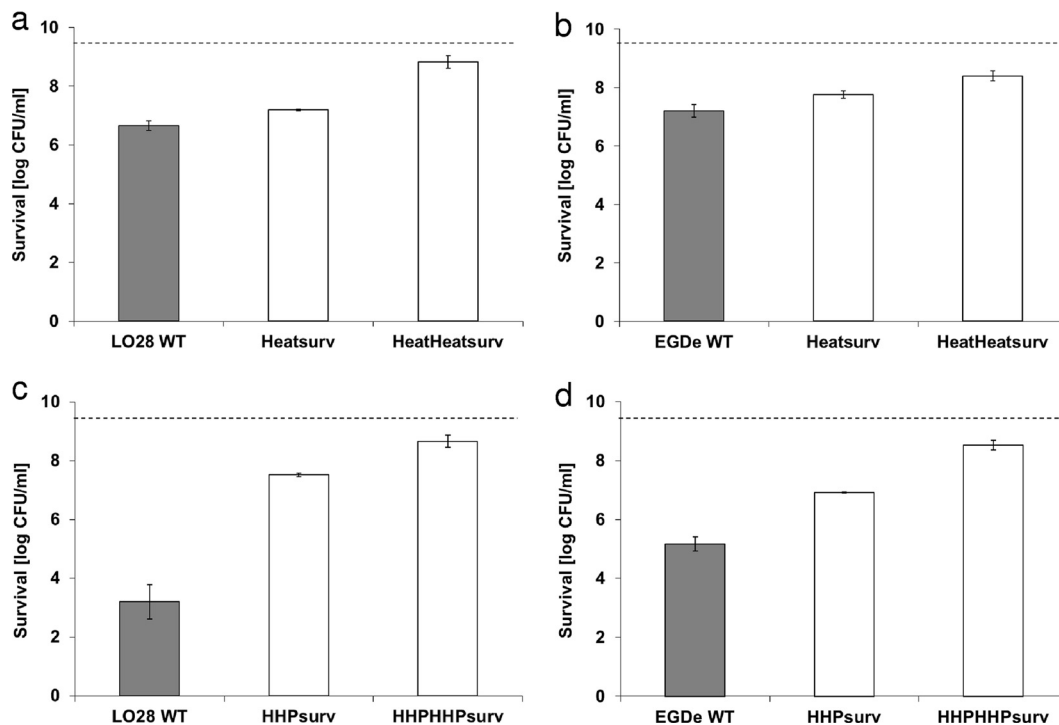 a
Survival [log CFU/ml]
10
8
6
4
2
0
LO28 WT Heatsurv HeatHeatsurv
b
Survival [log CFU/ml]
10
8
6
4
2
0
EGDe WT Heatsurv HeatHeatsurv
c
Survival [log CFU/ml]
10
8
6
4
2
0
LO28 WT HHPsurv HHPHHPsurv
d
Survival [log CFU/ml]
10
8
6
4
2
0
EGDe WT HHPsurv HHPHHPsurv